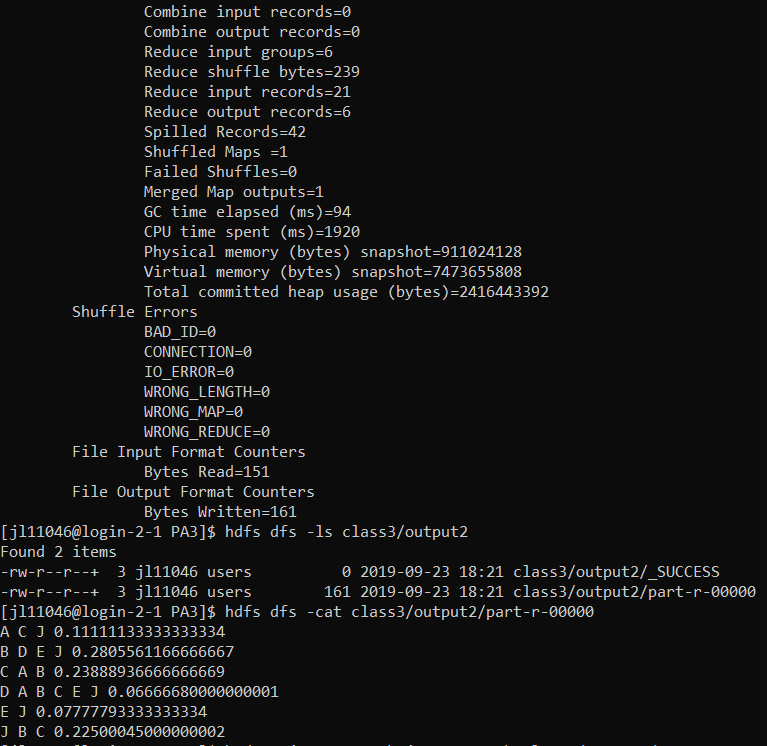 Combine input records=0
Combine output records=0
Reduce input groups=6
Reduce shuffle bytes=239
Reduce input records=21
Reduce output records=6
Spilled Records=42
Shuffled Maps =1
Failed Shuffles=0
Merged Map outputs=1
GC time elapsed (ms)=94
CPU time spent (ms)=1920
Physical memory (bytes) snapshot=911024128
Virtual memory (bytes) snapshot=7473655808
Total committed heap usage (bytes)=2416443392
Shuffle Errors
BAD_ID=0
CONNECTION=0
IO_ERROR=0
WRONG_LENGTH=0
WRONG_MAP=0
WRONG_REDUCE=0
File Input Format Counters
Bytes Read=151
File Output Format Counters
Bytes Written=161
[jl11046@login-2-1 PA3]$ hdfs dfs -ls class3/output2
Found 2 items
-rw-r--r--+  3 jl11046 users          0 2019-09-23 18:21 class3/output2/_SUCCESS
-rw-r--r--+  3 jl11046 users        161 2019-09-23 18:21 class3/output2/part-r-00000
[jl11046@login-2-1 PA3]$ hdfs dfs -cat class3/output2/part-r-00000
A C J 0.11111133333333334
B D E J 0.2805561166666667
C A B 0.23888936666666669
D A B C E J 0.06666680000000001
E J 0.07777793333333334
J B C 0.22500045000000002